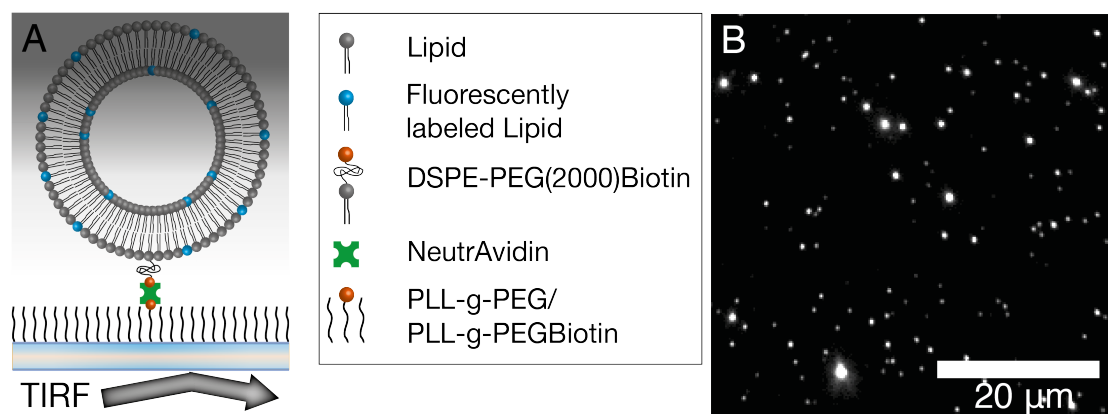 A
TIRF
Lipid
Fluorescently
labeled Lipid
DSPE-PEG(2000)Biotin
NeutrAvidin
PLL-g-PEG/
PLL-g-PEGBiotin
B
20 µm